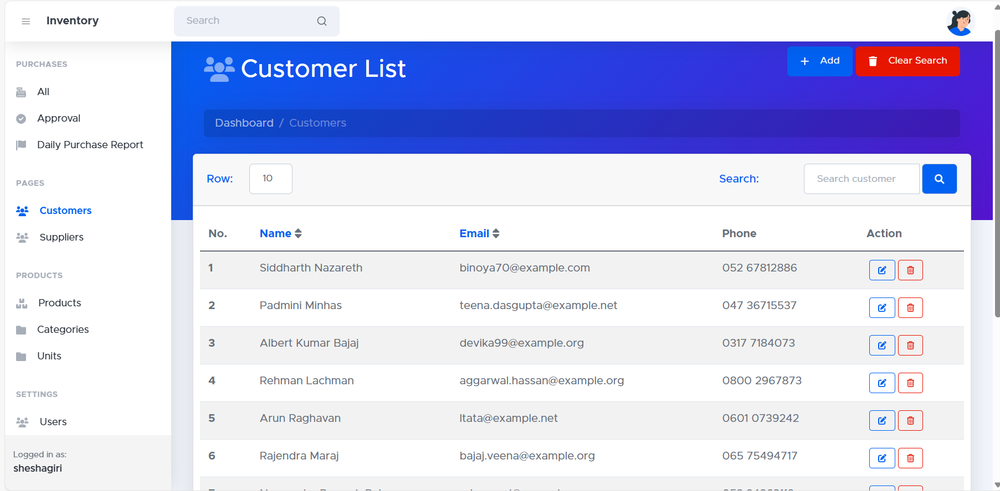 Inventory
Search
PURCHASES
All
Approval
Daily Purchase Report
PAGES
Customers
Suppliers
PRODUCTS
Products
Categories
Units
SETTINGS
Users
Logged in as:
sheshagiri
Customer List
Add
Clear Search
Dashboard / Customers
Row: 10 Search: Search customer
No. Name Email Phone Action
1 Siddharth Nazareth binoya70@example.com 052 67812886
2 Padmini Minhas teena.dasgupta@example.net 047 36715537
3 Albert Kumar Bajaj devika99@example.org 0317 7184073
4 Rehman Lachman aggarwal.hassan@example.org 0800 2967873
5 Arun Raghavan ltata@example.net 0601 0739242
6 Rajendra Maraj bajaj.veena@example.org 065 75494717